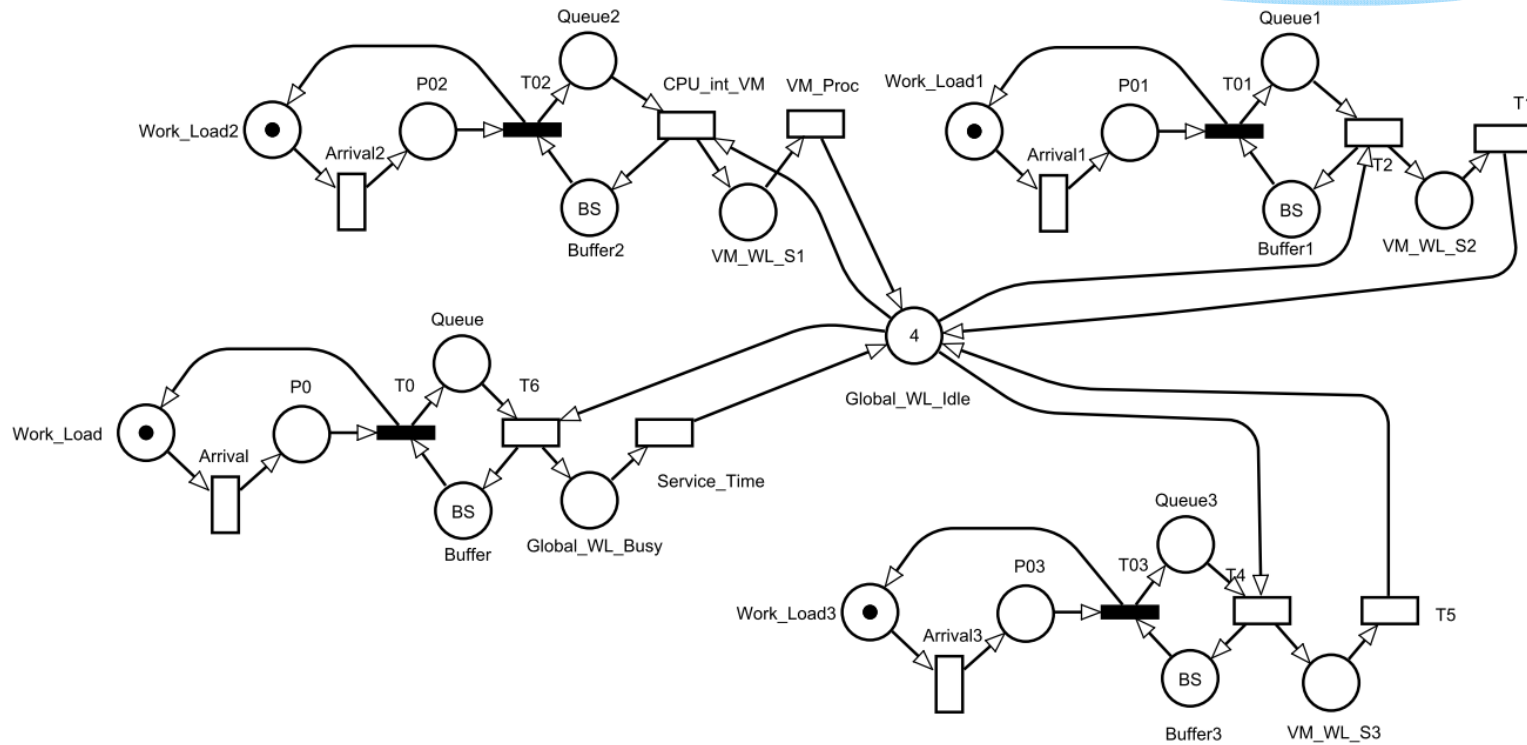 Queue2
CPU_int_VM
VM_Proc
P02
T02
Work_Load2
Arrival2
BS
Buffer2
VM_WL_S1
Queue1
Work_Load1
P01
T01
Arrival1
T2
BS
Buffer1
VM_WL_S2
4
Global_WL_Idle
Queue
P0
T0
T6
Work_Load
Arrival
BS
Buffer
Service_Time
Global_WL_Busy
Queue3
P03
T03
T4
Work_Load3
Arrival3
T5
BS
Buffer3
VM_WL_S3